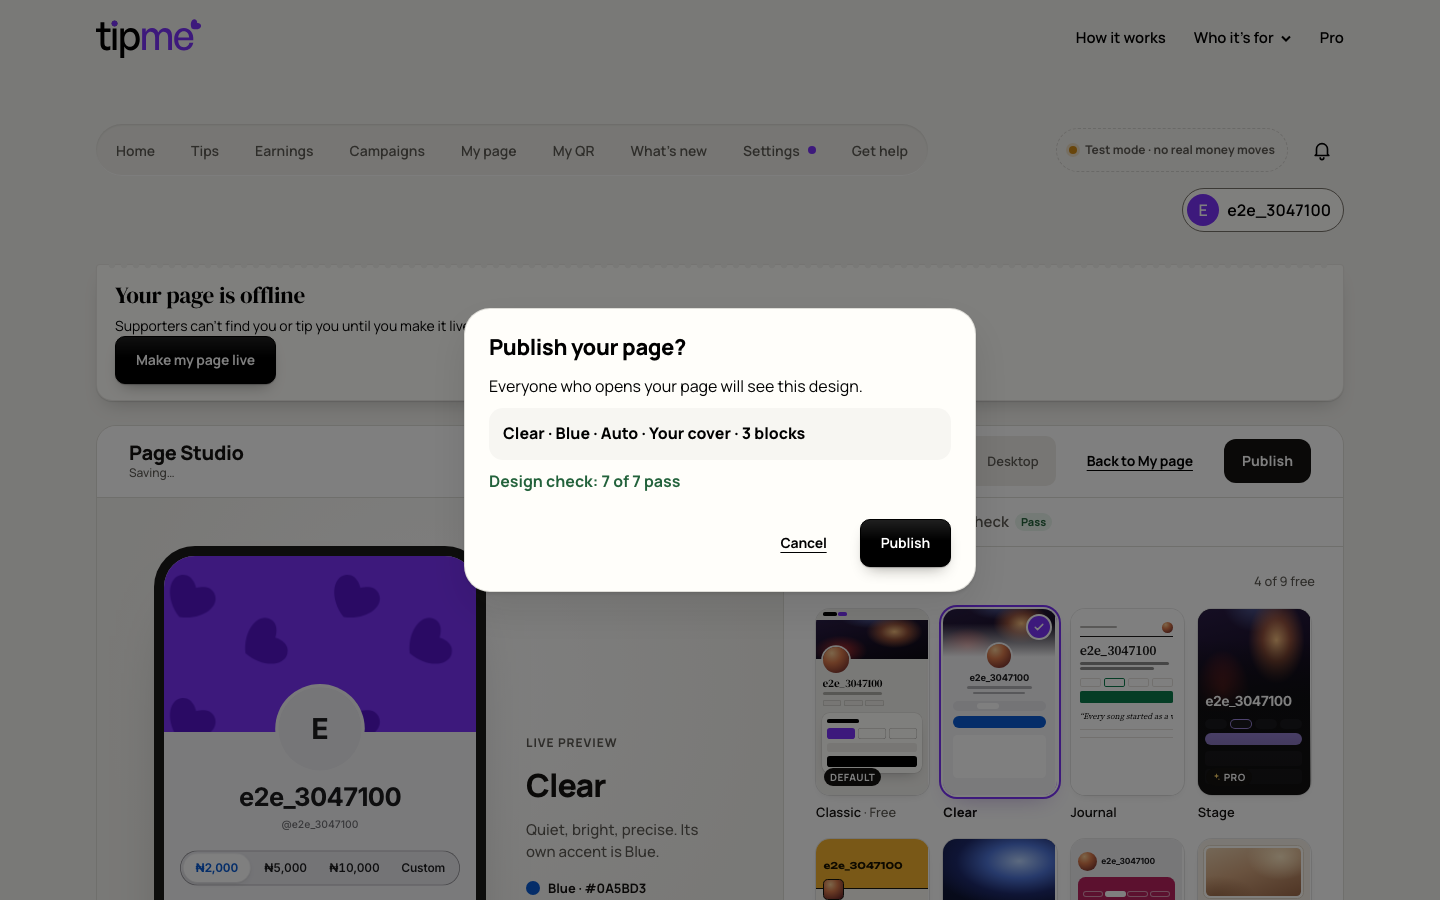 tipme
How it works
Who it's for
Pro
Home
Tips
Earnings
Campaigns
My page
My QR
What's new
Settings
Get help
Test mode · no real money moves
E
e2e_3047100
Your page is offline
Supporters can't find you or tip you until you make it live
Make my page live
Publish your page?
Everyone who opens your page will see this design.
Clear · Blue · Auto · Your cover · 3 blocks
Design check: 7 of 7 pass
Cancel
Publish
Page Studio
Saving…
Desktop
Back to My page
Publish
heck
Pass
4 of 9 free
E
e2e_3047100
@e2e_3047100
₦2,000
₦5,000
₦10,000
Custom
LIVE PREVIEW
Clear
Quiet, bright, precise. Its
own accent is Blue.
Blue · #0A5BD3
e2e_3047100
DEFAULT
Classic · Free
e2e_3047100
Clear
e2e_3047100
"Every song started as a v
Journal
e2e_3047100
PRO
Stage
e2e_3047100
e2e_3047100